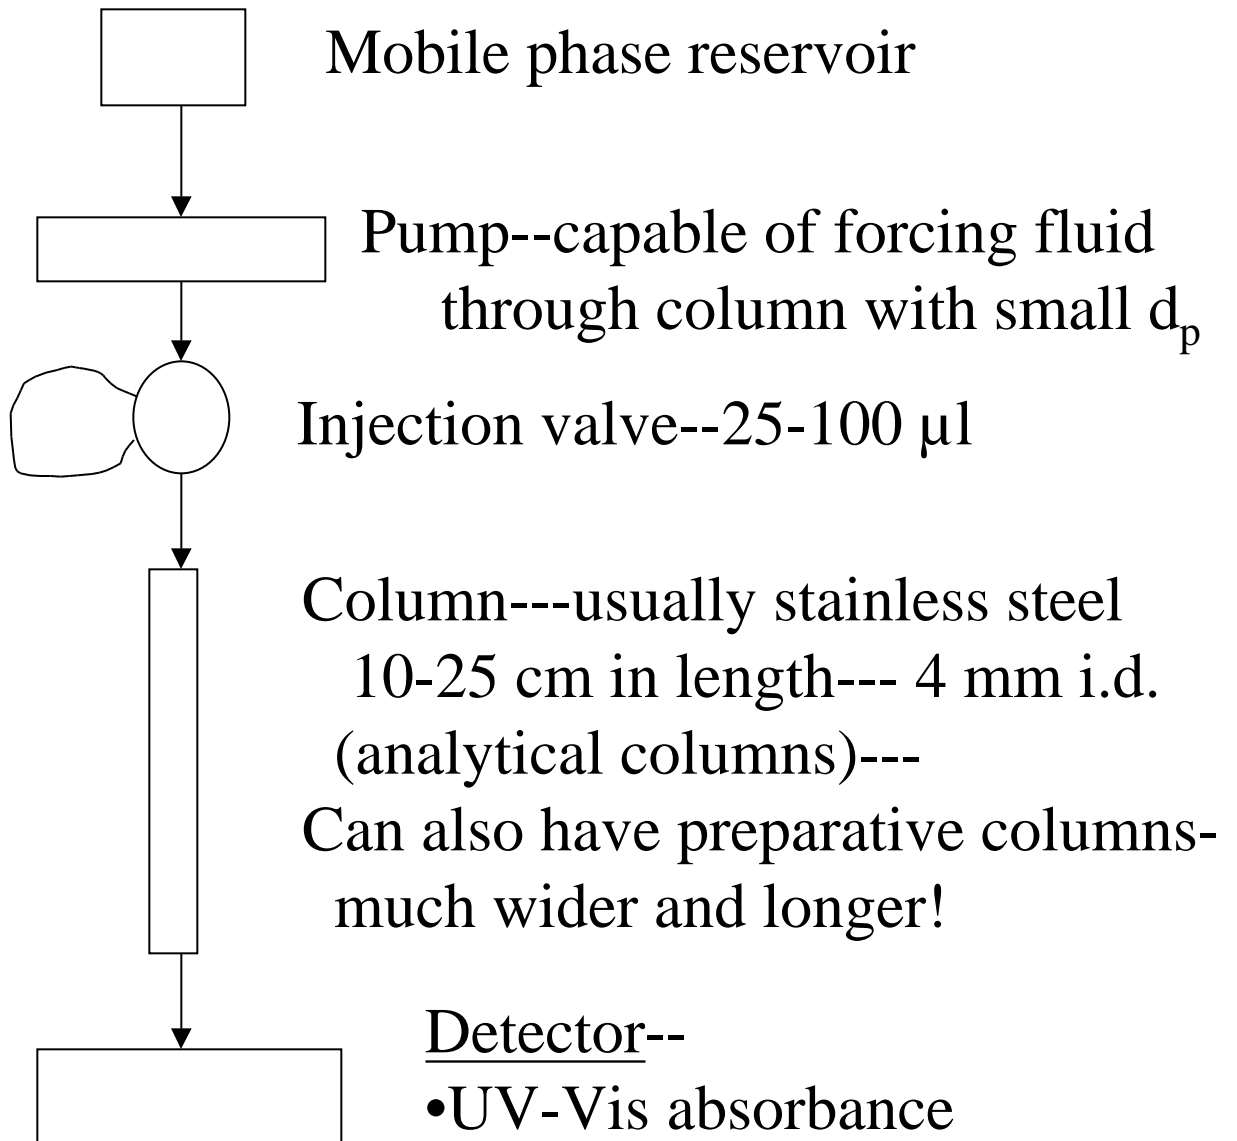 Mobile phase reservoir
Pump--capable of forcing fluid
through column with small dp
Injection valve--25-100 µl
Column---usually stainless steel
10-25 cm in length--- 4 mm i.d.
(analytical columns)---
Can also have preparative columns-
much wider and longer!
Detector--
•UV-Vis absorbance